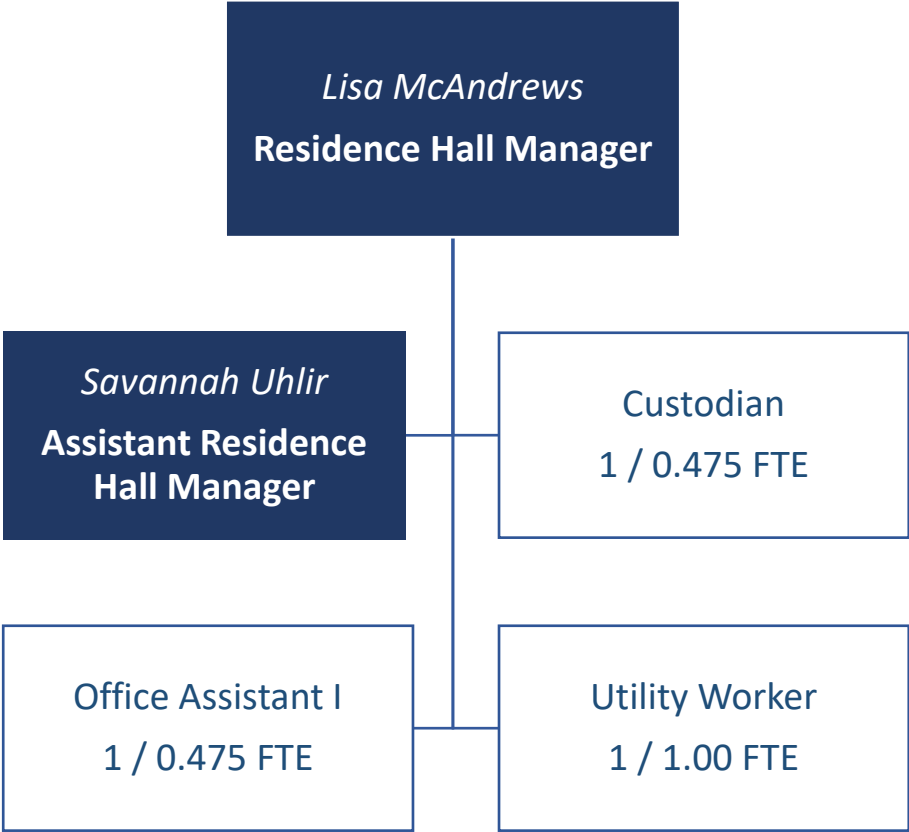 Lisa McAndrews
Residence Hall Manager
Savannah Uhlir
Assistant Residence
Hall Manager
Custodian
1 / 0.475 FTE
Office Assistant I
1 / 0.475 FTE
Utility Worker
1 / 1.00 FTE